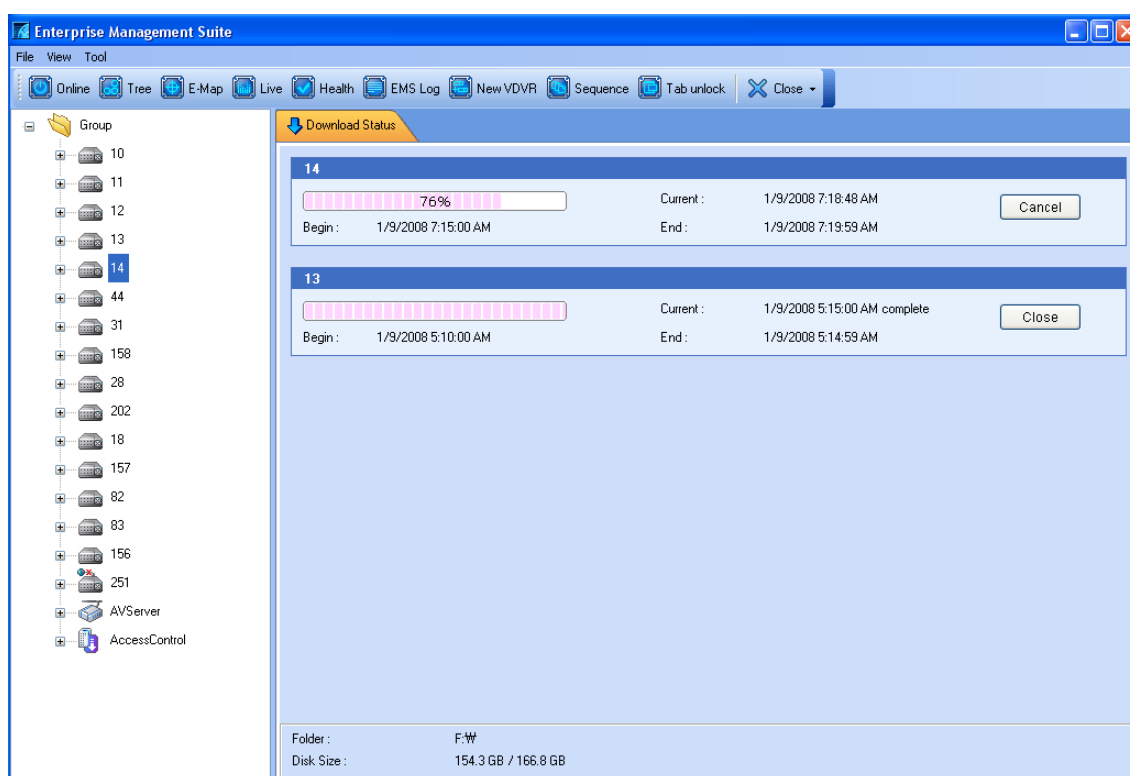 Enterprise Management Suite
File View Tool
Online Tree E-Map Live Health EMS Log New VDVR Sequence Tab unlock Close
Group
10
11
12
13
14
44
31
158
28
202
18
157
82
83
156
251
AVServer
AccessControl
Download Status
14
76% Current : 1/9/2008 7:18:48 AM Cancel
Begin : 1/9/2008 7:15:00 AM End : 1/9/2008 7:19:59 AM
13
Current : 1/9/2008 5:15:00 AM complete Close
Begin : 1/9/2008 5:10:00 AM End : 1/9/2008 5:14:59 AM
Folder : F:₩
Disk Size : 154.3 GB / 166.8 GB